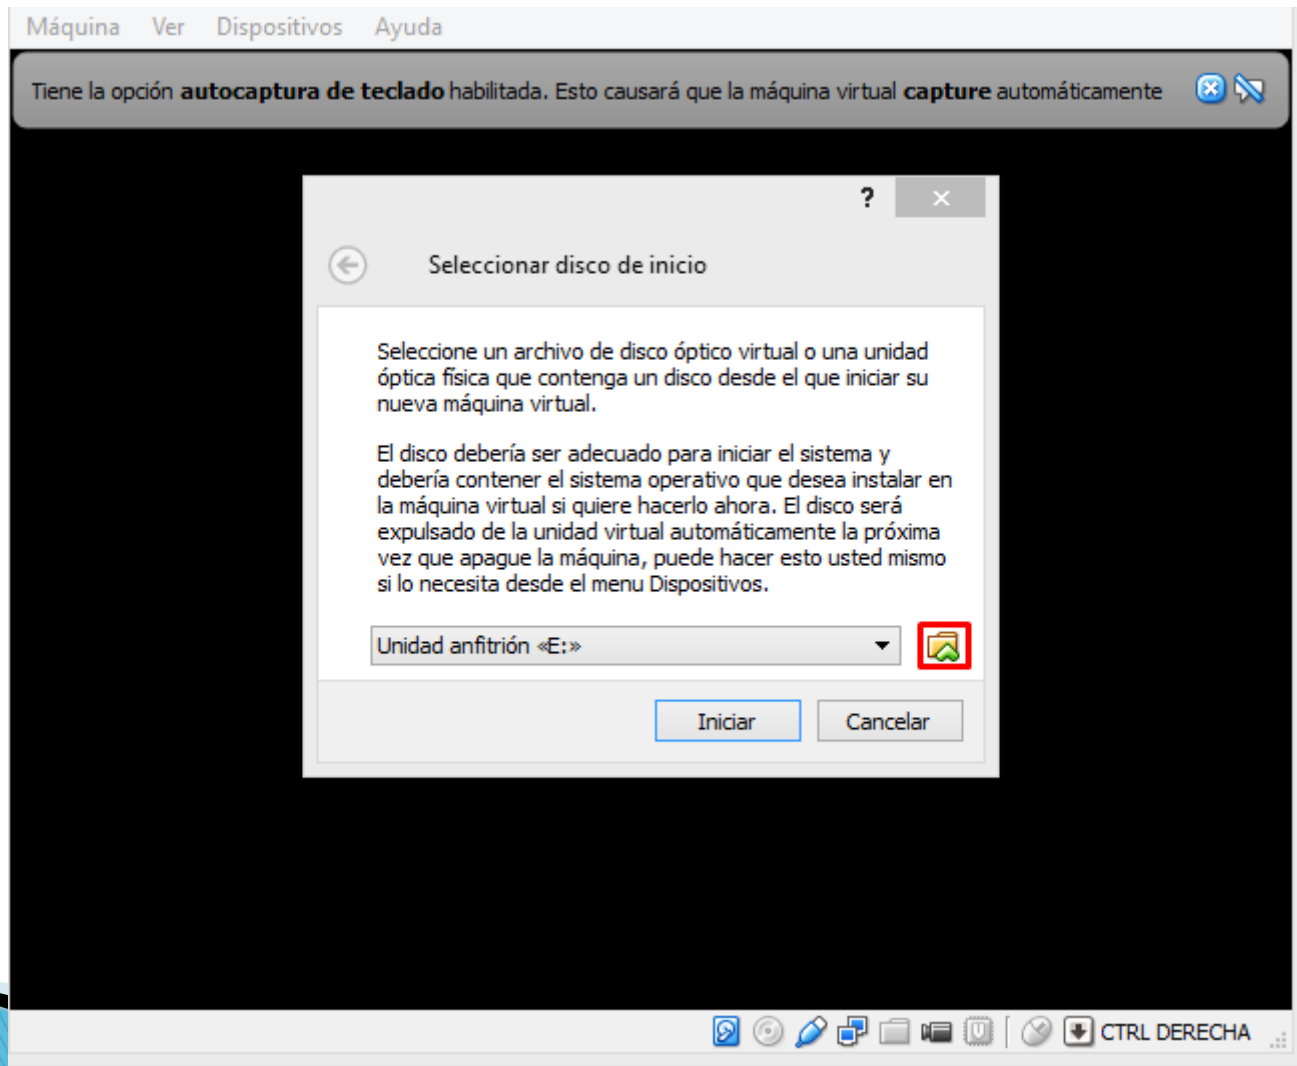 Máquina Ver Dispositivos Ayuda
Tiene la opción autocaptura de teclado habilitada. Esto causará que la máquina virtual capture automáticamente
?
Seleccionar disco de inicio
Seleccione un archivo de disco óptico virtual o una unidad
óptica física que contenga un disco desde el que iniciar su
nueva máquina virtual.
El disco debería ser adecuado para iniciar el sistema y
debería contener el sistema operativo que desea instalar en
la máquina virtual si quiere hacerlo ahora. El disco será
expulsado de la unidad virtual automáticamente la próxima
vez que apague la máquina, puede hacer esto usted mismo
si lo necesita desde el menu Dispositivos.
Unidad anfitrión «E:»
Iniciar Cancelar
CTRL DERECHA